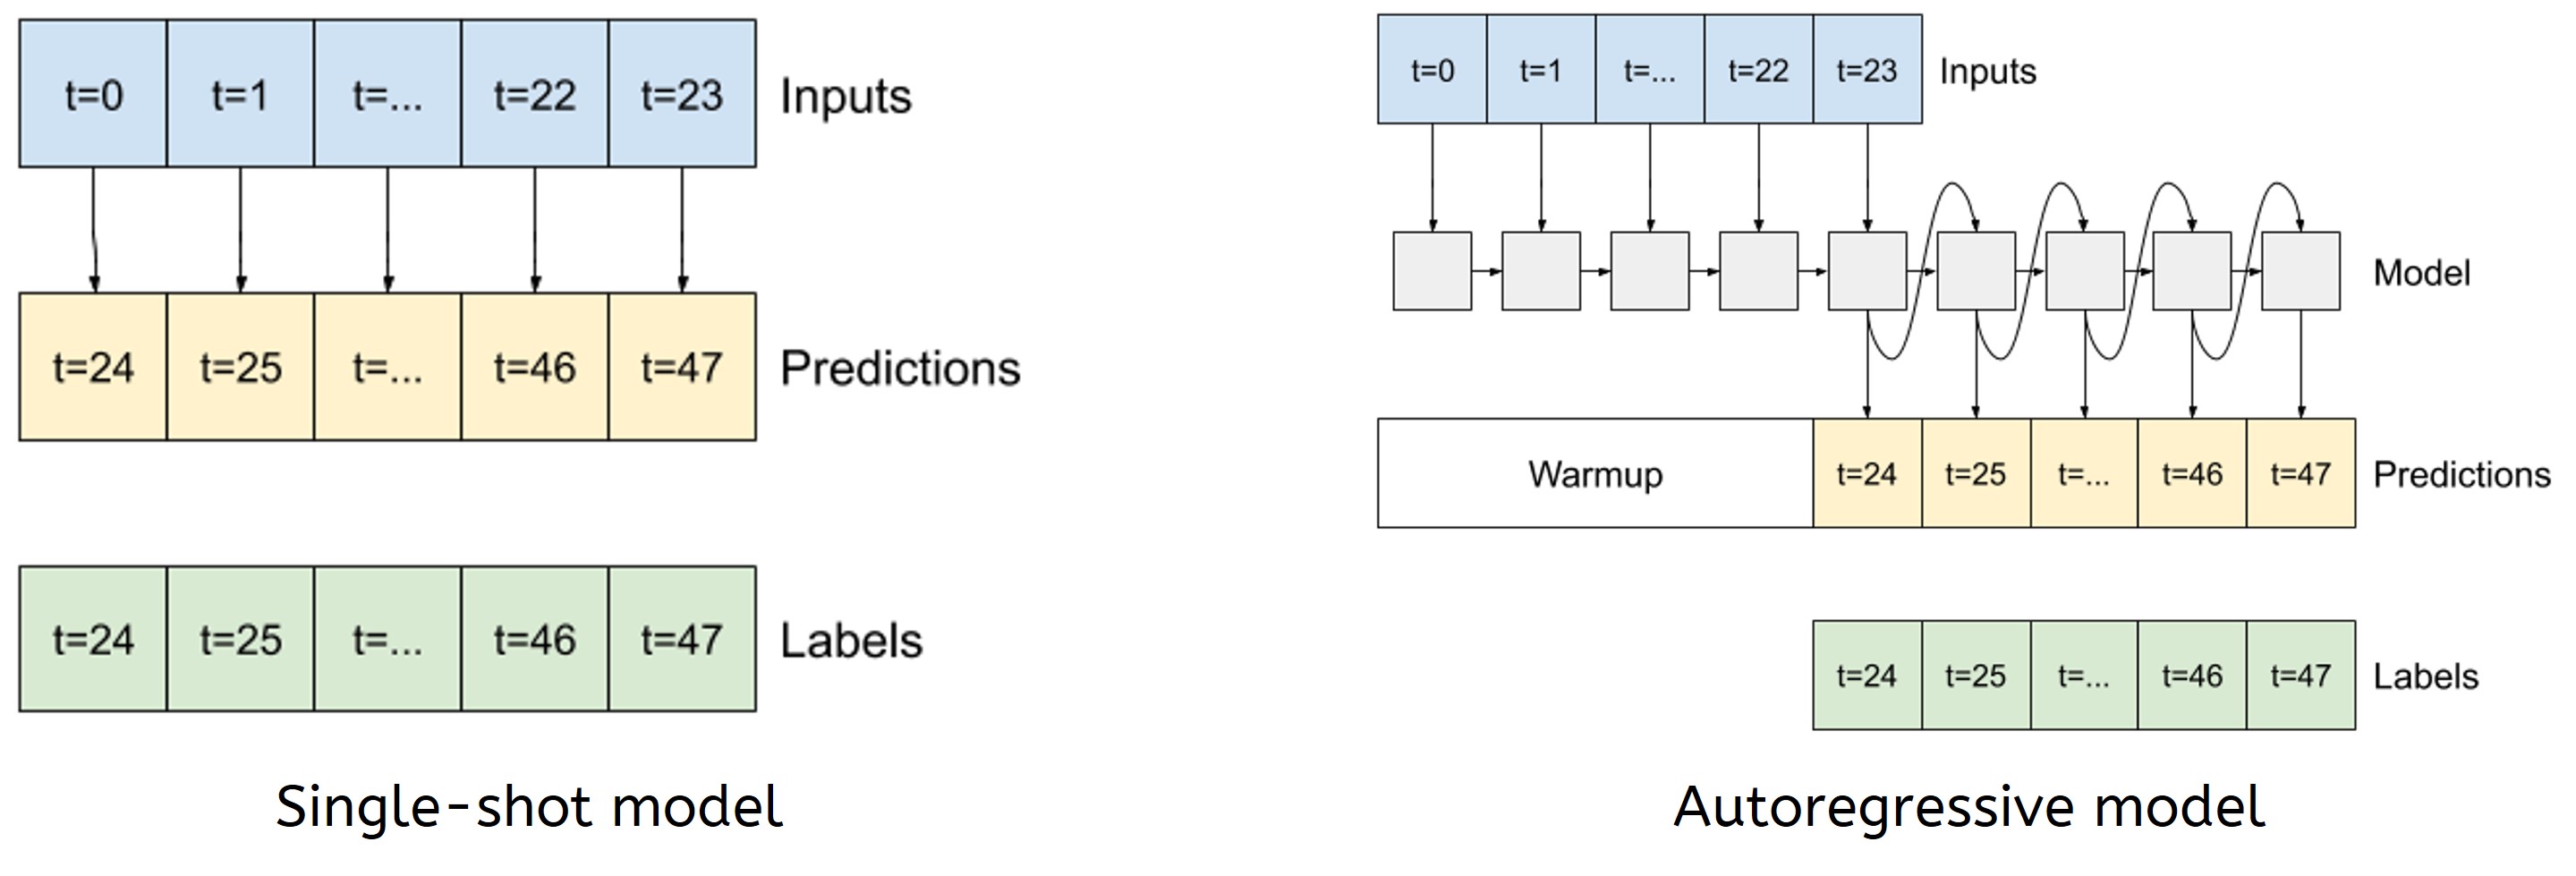 t=0 t=1 t=... t=22 t=23 Inputs
t=24 t=25 t=... t=46 t=47 Predictions
t=24 t=25 t=... t=46 t=47 Labels
Single-shot model
t=0 t=1 t=... t=22 t=23 Inputs
Model
Warmup t=24 t=25 t=... t=46 t=47 Predictions
t=24 t=25 t=... t=46 t=47 Labels
Autoregressive model